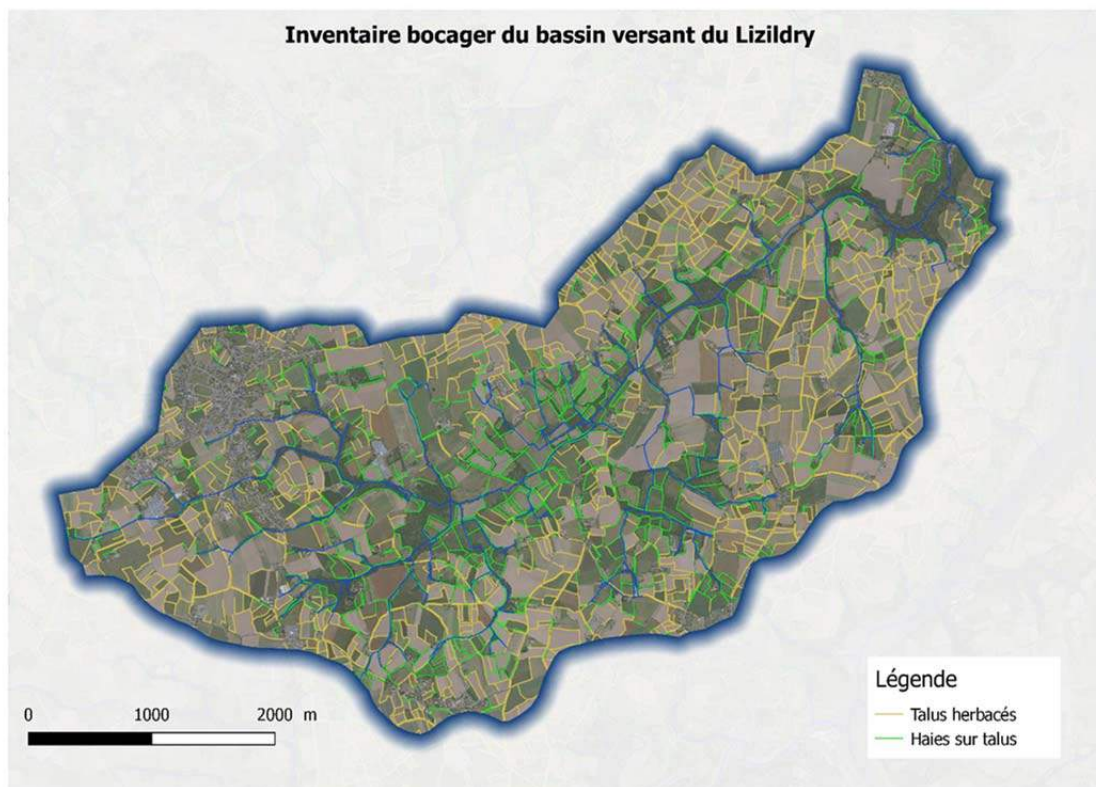 Inventaire bocager du bassin versant du Lizildry
0 1000 2000 m
Légende
Talus herbacés
Haies sur talus